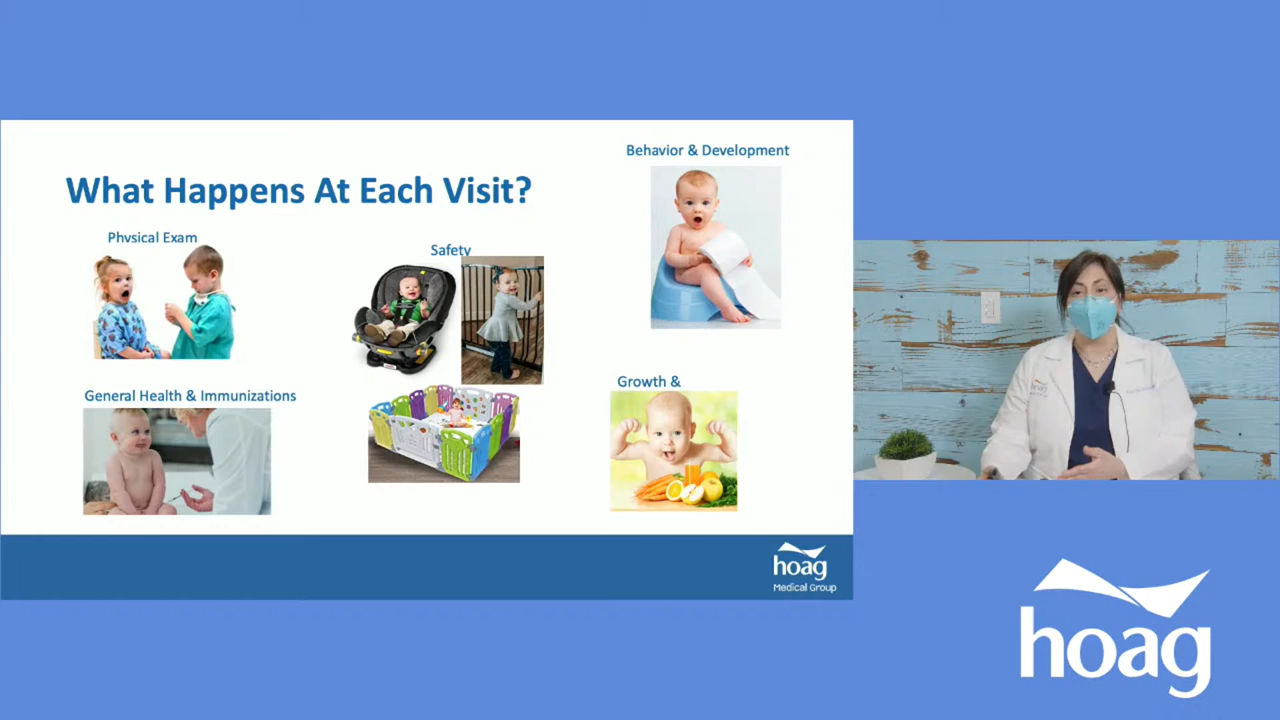 What Happens At Each Visit?
Physical Exam
General Health & Immunizations
Safety
Behavior & Development
Growth &
hoag
Medical Group
hoag